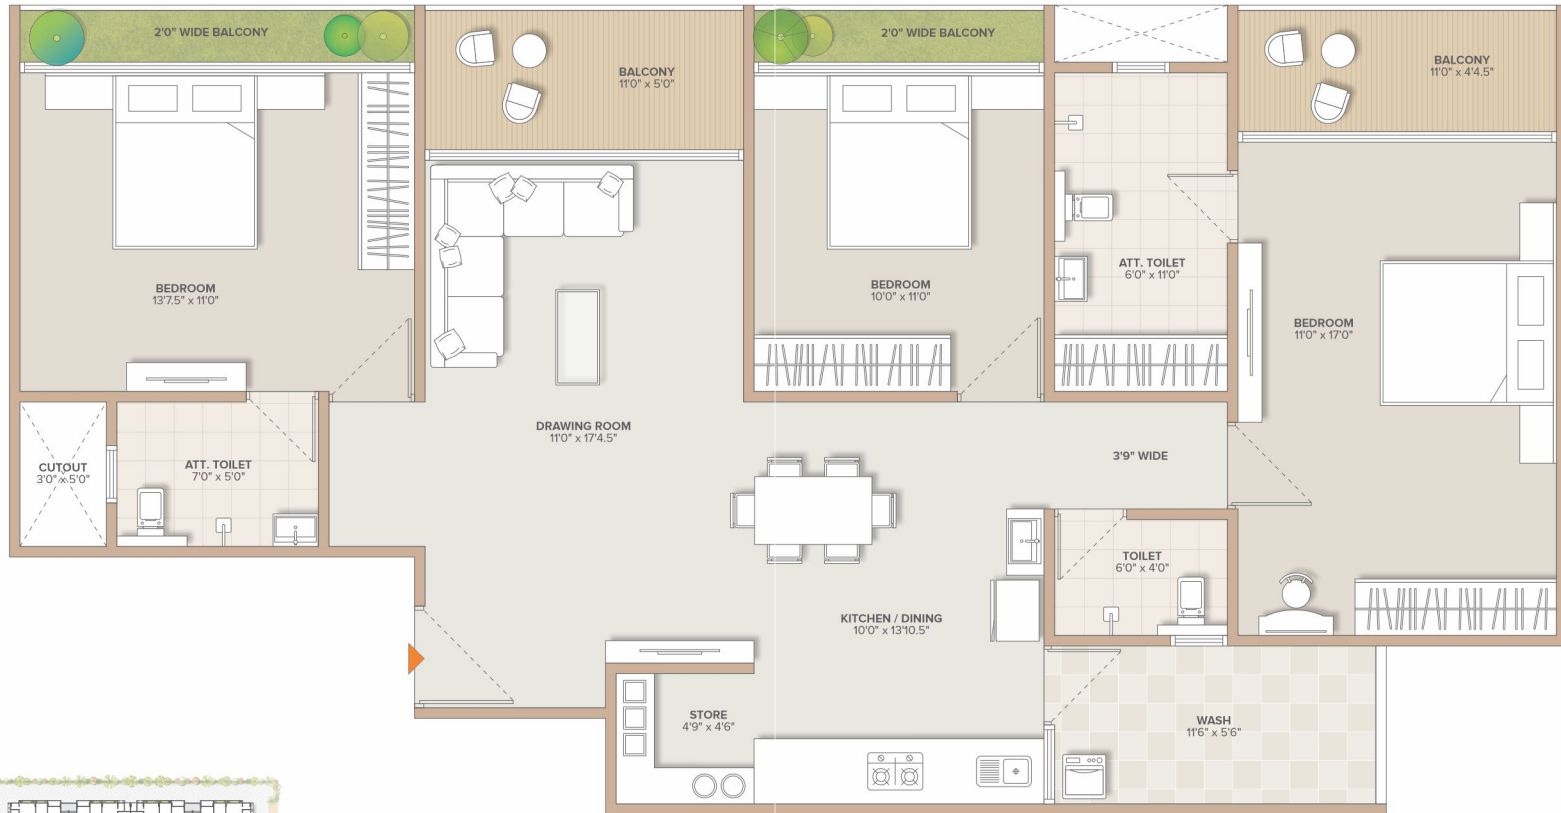 2'0" WIDE BALCONY
BALCONY
11'0" x 5'0"
2'0" WIDE BALCONY
BALCONY
11'0" x 4'4.5"
BEDROOM
13'7.5" x 11'0"
BEDROOM
10'0" x 11'0"
ATT. TOILET
6'0" x 11'0"
BEDROOM
11'0" x 17'0"
DRAWING ROOM
11'0" x 17'4.5"
CUTOUT
3'0" x 5'0"
ATT. TOILET
7'0" x 5'0"
3'9" WIDE
TOILET
6'0" x 4'0"
KITCHEN / DINING
10'0" x 13'10.5"
STORE
4'9" x 4'6"
WASH
11'6" x 5'6"